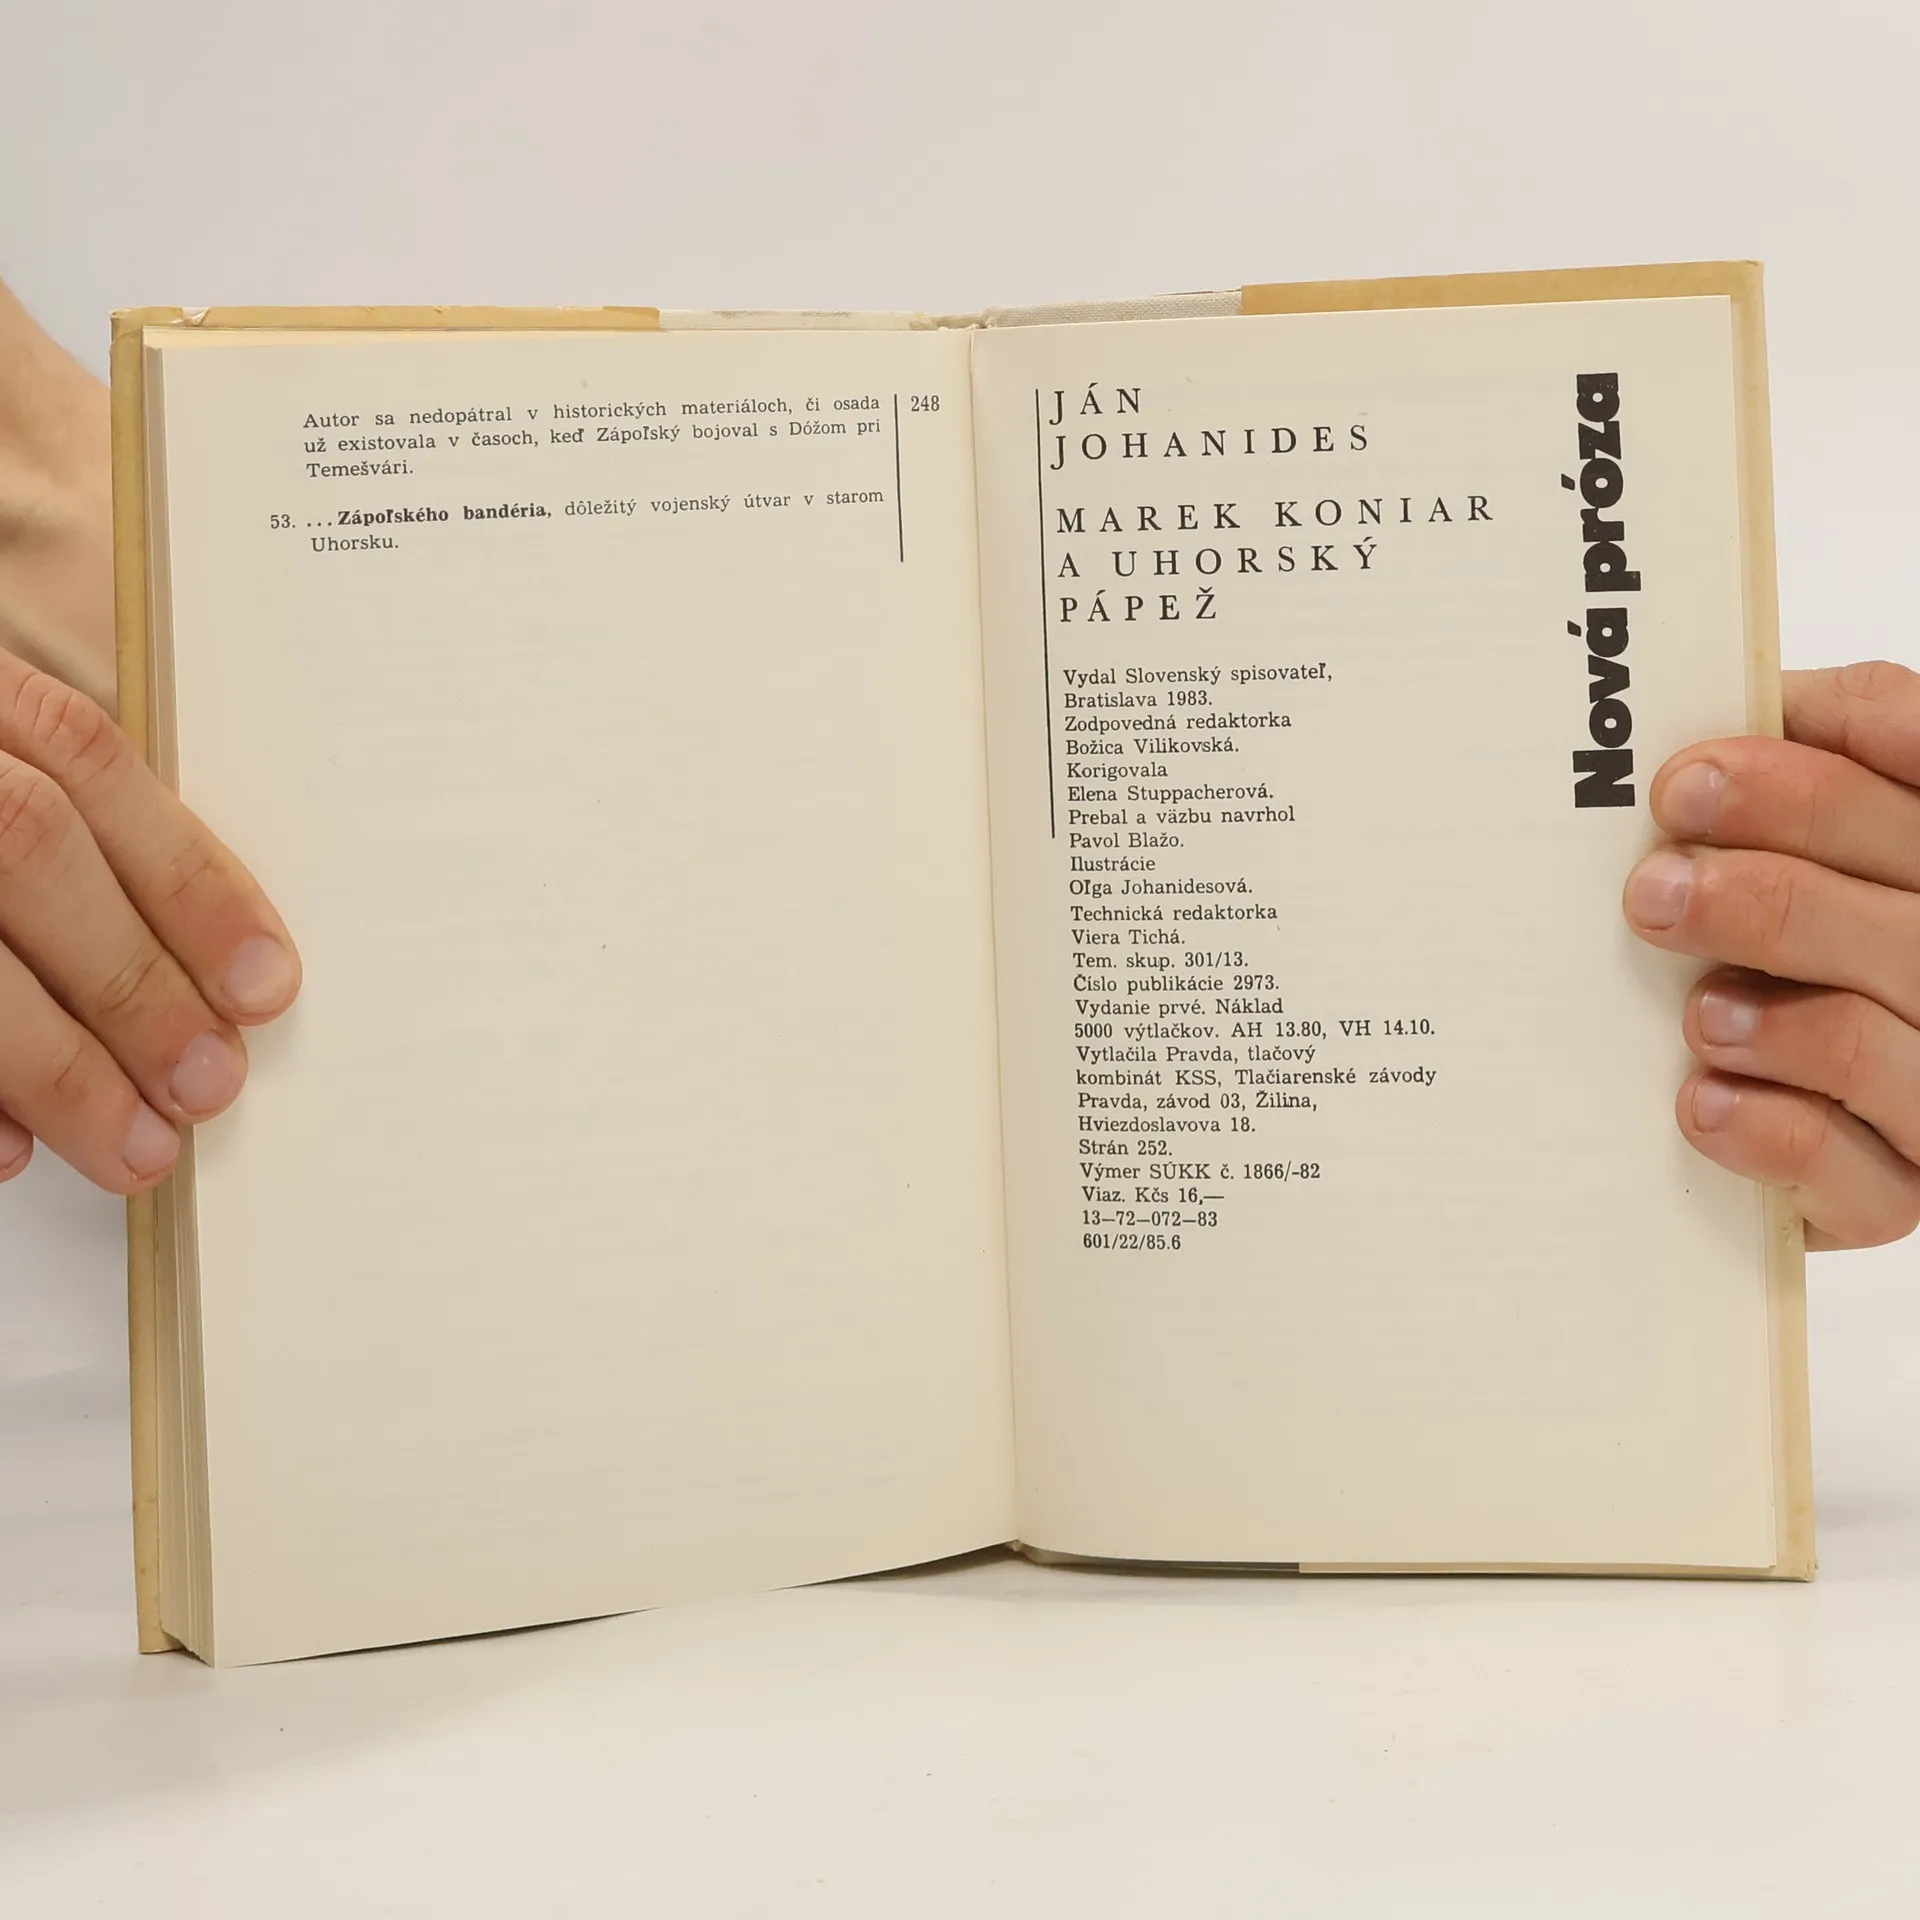 Autor sa nedopátral v historických materiáloch, či osada
už existovala v časoch, keď Zápoľský bojoval s Dóžom pri
Temešvári.
53. ...Zápoľského bandéria, dôležitý vojenský útvar v starom
Uhorsku.
248
JÁN
JOHANIDES
MAREK KONIAR
A UHORSKÝ
PÁPEŽ
Vydal Slovenský spisovateľ,
Bratislava 1983.
Zodpovedná redaktorka
Božica Vilikovská.
Korigovala
Elena Stuppacherová.
Prebal a väzbu navrhol
Pavol Blažo.
Ilustrácie
Oľga Johanidesová.
Technická redaktorka
Viera Tichá.
Tem. skup. 301/13.
Číslo publikácie 2973.
Vydanie prvé. Náklad
5000 výtlačkov. AH 13.80, VH 14.10.
Vytlačila Pravda, tlačový
kombinát KSS, Tlačiarenské závody
Pravda, závod 03, Žilina,
Hviezdoslavova 18.
Strán 252.
Výmer SÚKK č. 1866/-82
Viaz. Kčs 16,—
13—72—072—83
601/22/85.6
Nová próza